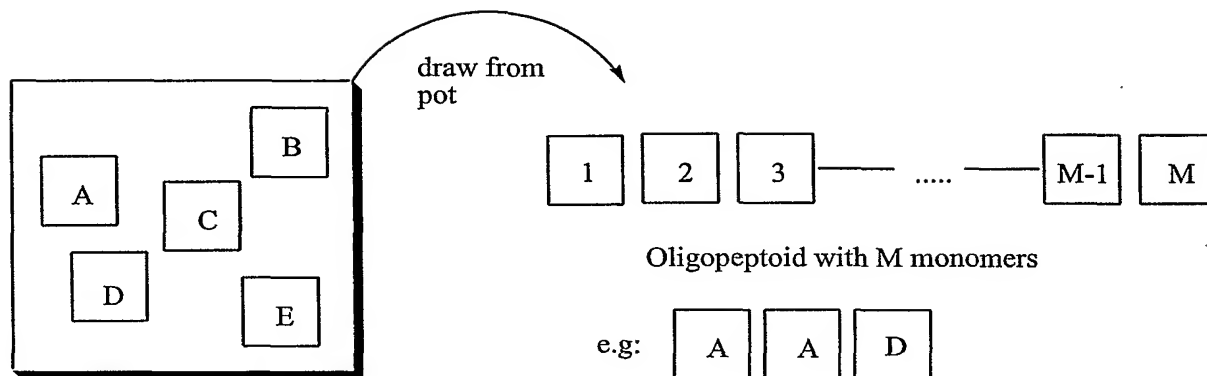 draw from
pot
A
B
C
D
E
1 2 3 ..... M-1 M
Oligopeptoid with M monomers
e.g: A A D